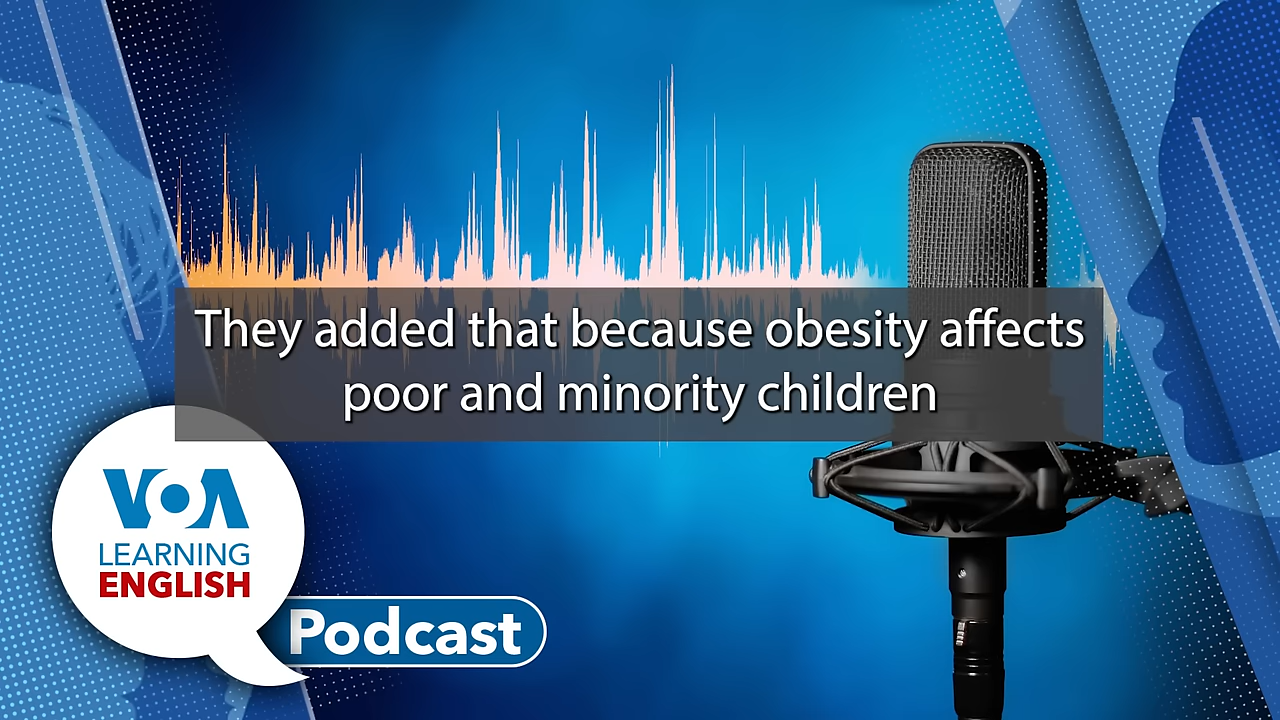 They added that because obesity affects
poor and minority children
VOA
LEARNING
ENGLISH
Podcast